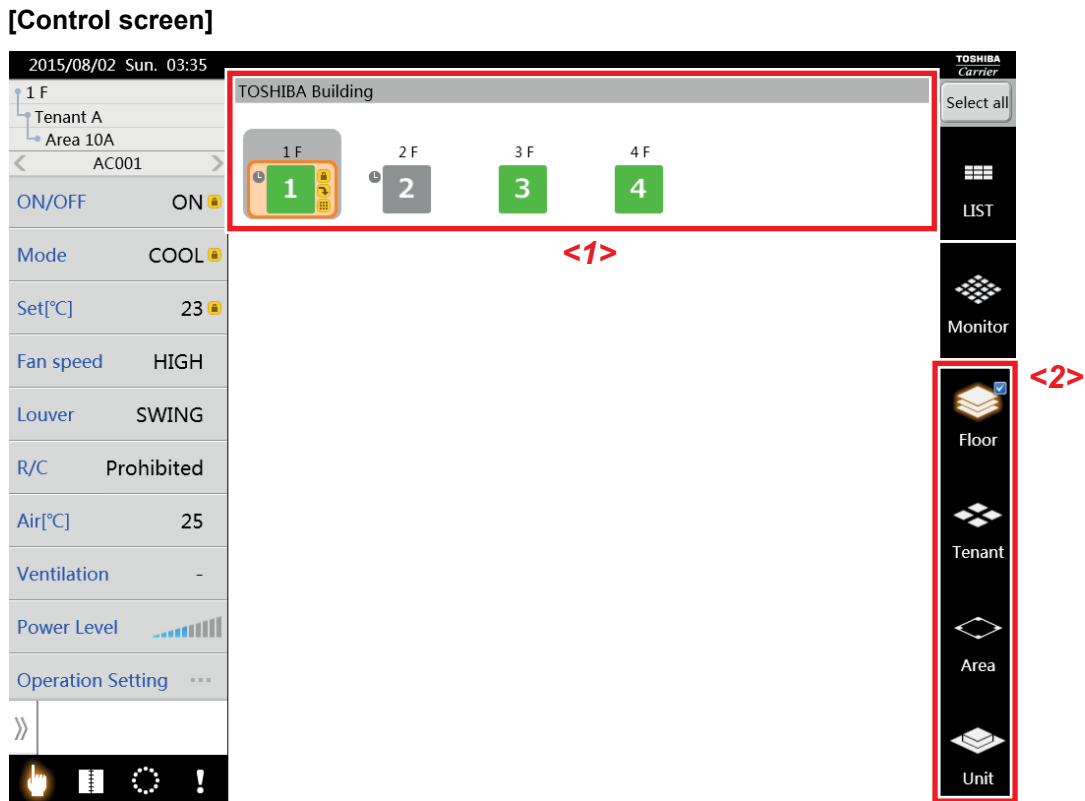 [Control screen]
2015/08/02 Sun. 03:35
TOSHIBA
Carrier
1 F
Tenant A
Area 10A
AC001
TOSHIBA Building
Select all
1 F 2 F 3 F 4 F
1 2 3 4
ON/OFF ON
Mode COOL
Set[℃] 23
Fan speed HIGH
Louver SWING
R/C Prohibited
Air[℃] 25
Ventilation -
Power Level
Operation Setting ...
<1>
LIST
Monitor
<2>
Floor
Tenant
Area
Unit